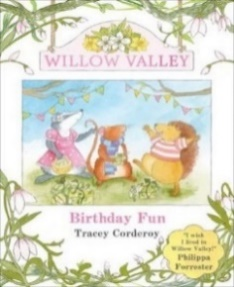 WILLOW VALLEY
Birthday Fun
Tracey Corderoy
"I wish
I lived in
Willow Valley!"
Philippa
Forrester